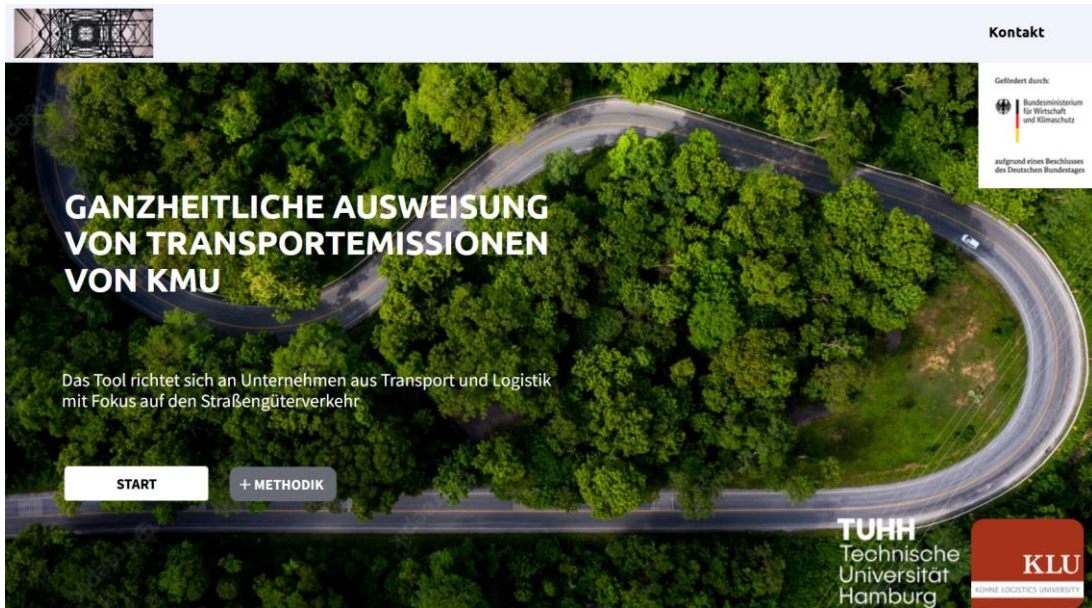 Kontakt
Gefördert durch:
Bundesministerium
für Wirtschaft
und Klimaschutz
aufgrund eines Beschlusses
des Deutschen Bundestages
GANZHEITLICHE AUSWEISUNG
VON TRANSPORTEMISSIONEN
VON KMU
Das Tool richtet sich an Unternehmen aus Transport und Logistik
mit Fokus auf den Straßengüterverkehr
START
+ METHODIK
TUHH
Technische
Universität
Hamburg
KLU
KÜHNE LOGISTICS UNIVERSITY